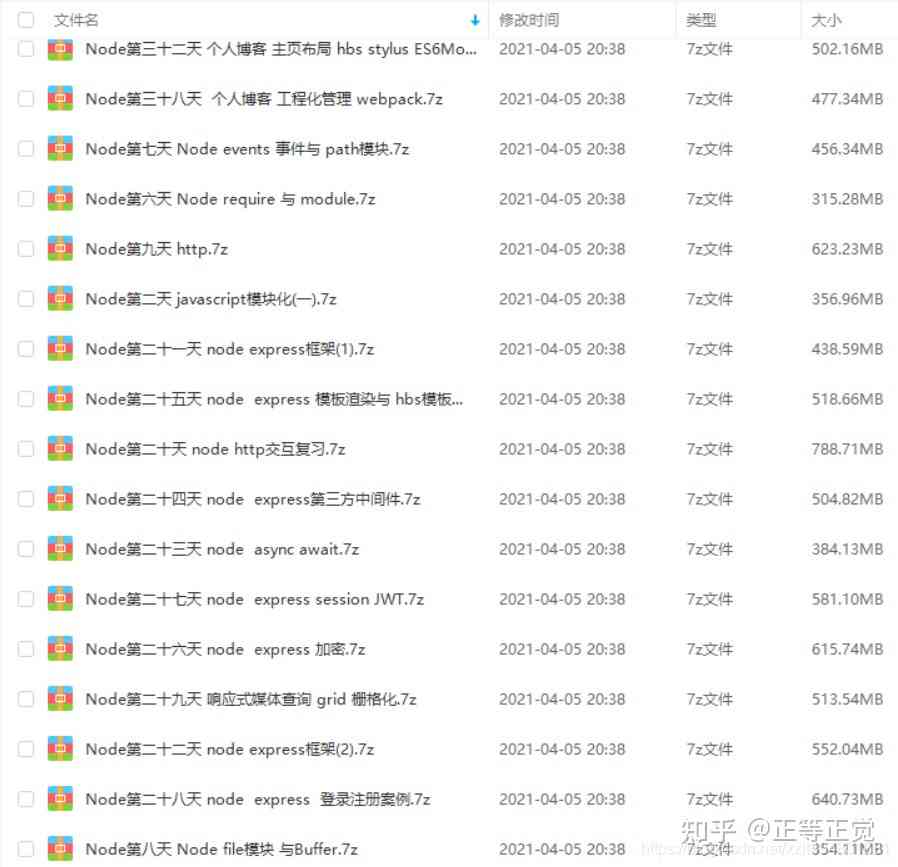 文件名 修改时间 类型 大小
Node第三十二天 个人博客 主页布局 hbs stylus ES6Mo... 2021-04-05 20:38 7z文件 502.16MB
Node第三十八天 个人博客 工程化管理 webpack.7z 2021-04-05 20:38 7z文件 477.34MB
Node第七天 Node events 事件与 path模块.7z 2021-04-05 20:38 7z文件 456.34MB
Node第六天 Node require 与 module.7z 2021-04-05 20:38 7z文件 315.28MB
Node第九天 http.7z 2021-04-05 20:38 7z文件 623.23MB
Node第二天 javascript模块化(一).7z 2021-04-05 20:38 7z文件 356.96MB
Node第二十一天 node express框架(1).7z 2021-04-05 20:38 7z文件 438.59MB
Node第二十五天 node express 模板渲染与 hbs模板... 2021-04-05 20:38 7z文件 518.66MB
Node第二十天 node http交互复习.7z 2021-04-05 20:38 7z文件 788.71MB
Node第二十四天 node express第三方中间件.7z 2021-04-05 20:38 7z文件 504.82MB
Node第二十三天 node async await.7z 2021-04-05 20:38 7z文件 384.13MB
Node第二十七天 node express session JWT.7z 2021-04-05 20:38 7z文件 581.10MB
Node第二十六天 node express 加密.7z 2021-04-05 20:38 7z文件 615.74MB
Node第二十九天 响应式媒体查询 grid 栅格化.7z 2021-04-05 20:38 7z文件 513.54MB
Node第二十二天 node express框架(2).7z 2021-04-05 20:38 7z文件 552.04MB
Node第二十八天 node express 登录注册案例.7z 2021-04-05 20:38 7z文件 640.73MB
知乎 @正等正觉
Node第八天 Node file模块 与Buffer.7z 2021-04-05 20:38 7z文件 354.11MB